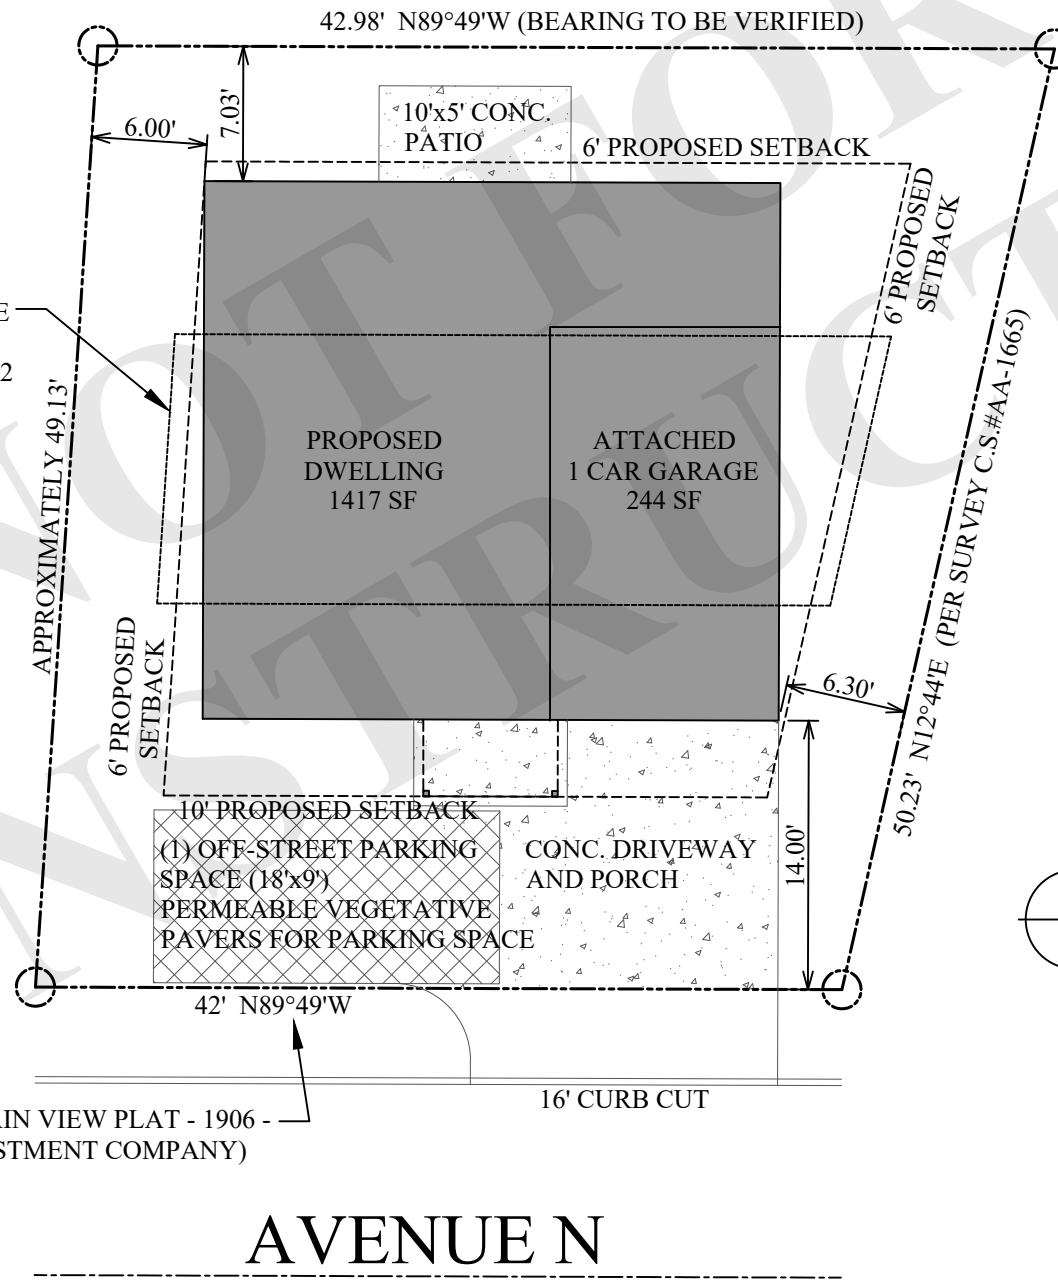 42.98' N89°49'W (BEARING TO BE VERIFIED)
7.03'
6.00'
10'x5' CONC.
PATIO
6' PROPOSED SETBACK
6' PROPOSED
SETBACK
E
2
APPROXIMATELY 49.13'
PROPOSED
DWELLING
1417 SF
ATTACHED
1 CAR GARAGE
244 SF
50.23' N12°44'E (PER SURVEY C.S.#AA-1665)
6' PROPOSED
SETBACK
6.30'
10' PROPOSED SETBACK
(1) OFF-STREET PARKING
SPACE (18'x9')
PERMEABLE VEGETATIVE
PAVERS FOR PARKING SPACE
CONC. DRIVEWAY
AND PORCH
14.00'
42' N89°49'W
16' CURB CUT
AIN VIEW PLAT - 1906 -
STMENT COMPANY)
AVENUE N
NOT FOR
NSTRUCT